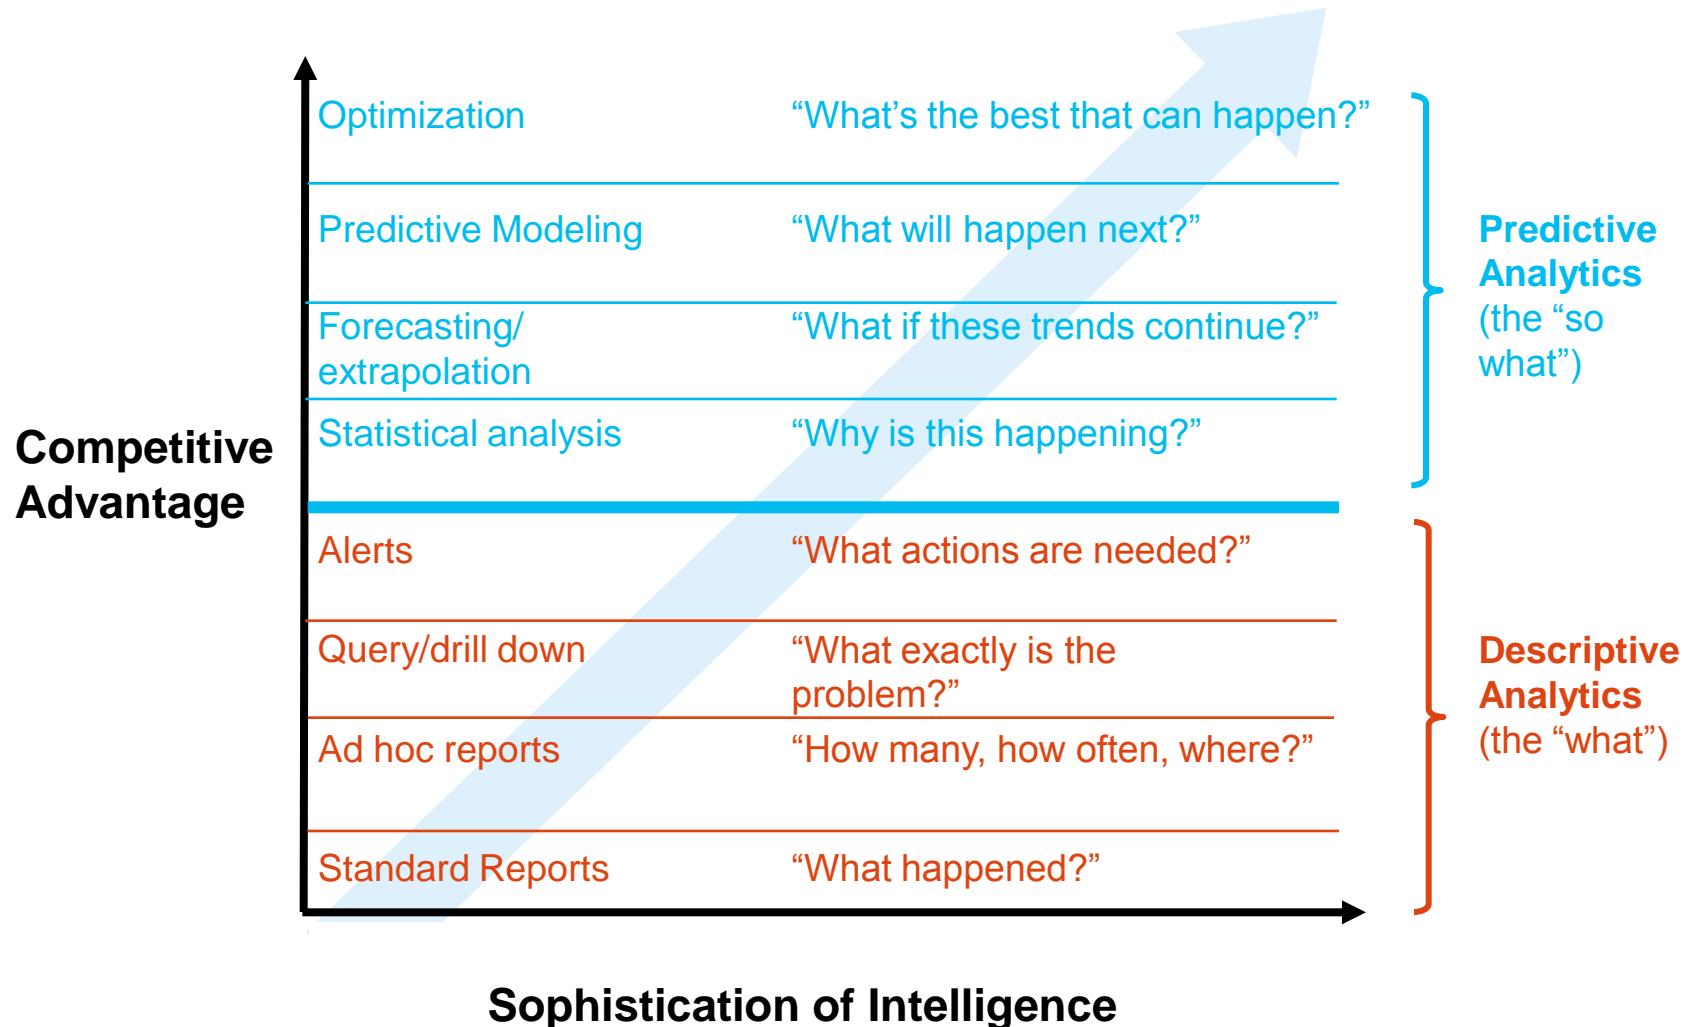 Optimization “What’s the best that can happen?”
Predictive Modeling “What will happen next?”
Predictive
Analytics
(the “so
what”)
Forecasting/ “What if these trends continue?”
extrapolation
Statistical analysis “Why is this happening?”
Competitive
Advantage
Alerts “What actions are needed?”
Query/drill down “What exactly is the
problem?”
Descriptive
Analytics
(the “what”)
Ad hoc reports “How many, how often, where?”
Standard Reports “What happened?”
Sophistication of Intelligence